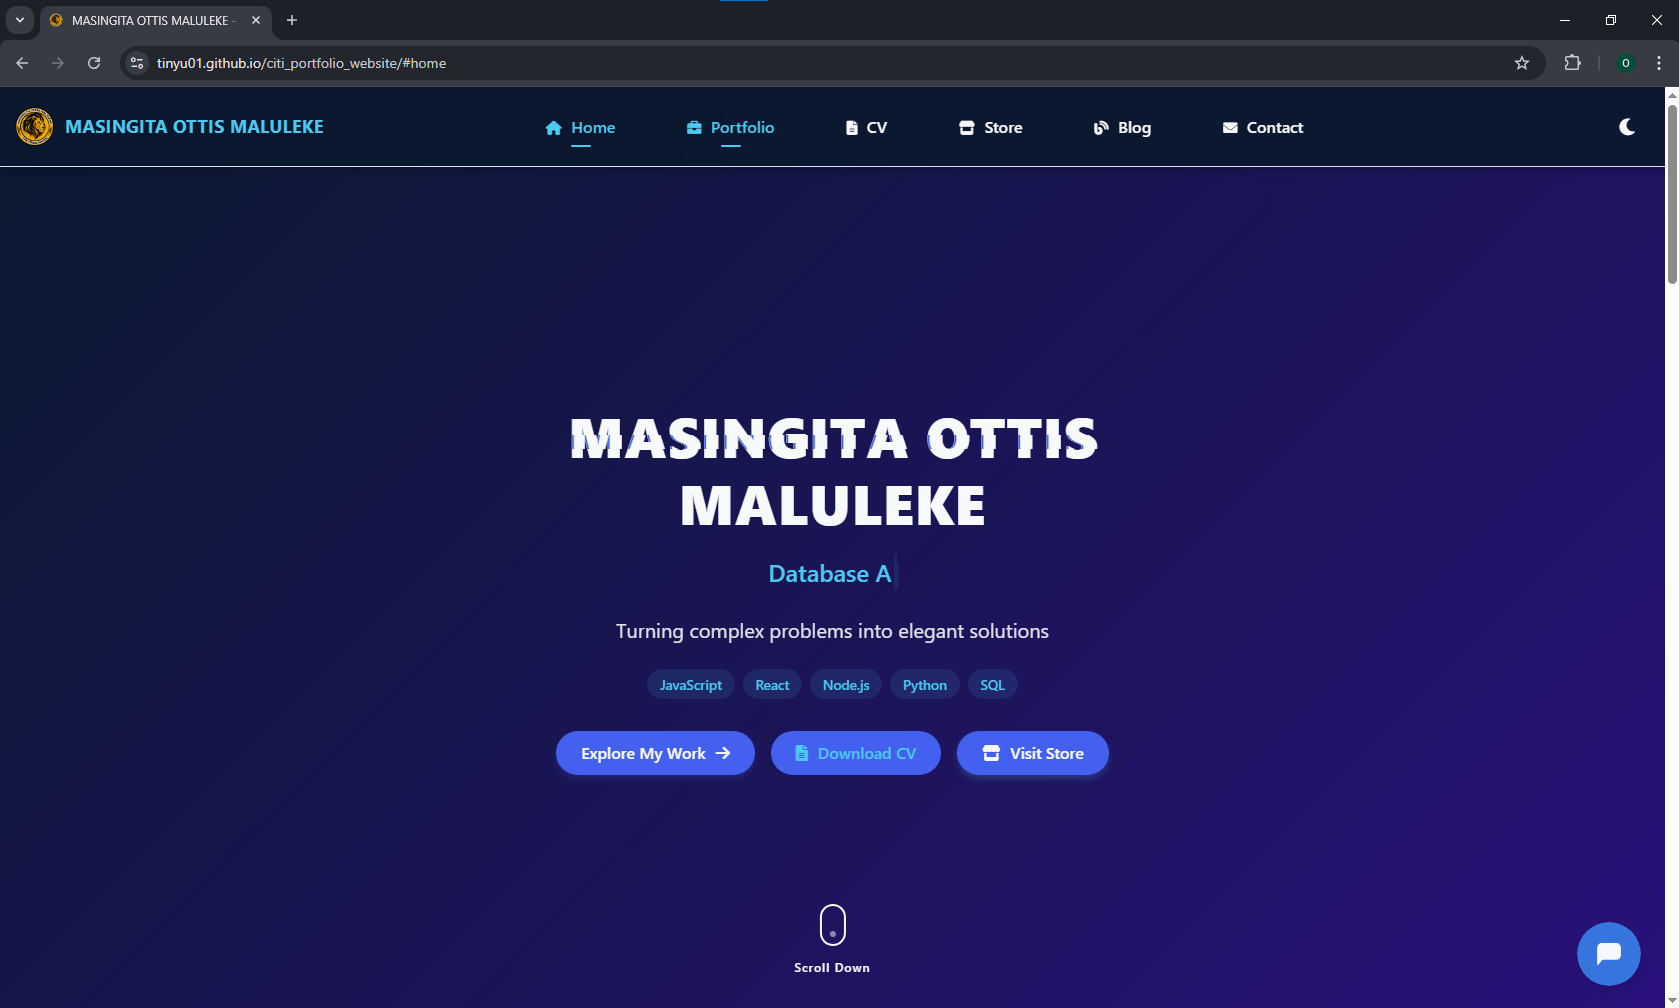 MASINGITA OTTIS MALULEKE -
tinyu01.github.io/citi_portfolio_website/#home
O
MASINGITA OTTIS MALULEKE
Home
Portfolio
CV
Store
Blog
Contact
MASINGITA OTTIS
MALULEKE
Database A
Turning complex problems into elegant solutions
JavaScript
React
Node.js
Python
SQL
Explore My Work
Download CV
Visit Store
Scroll Down